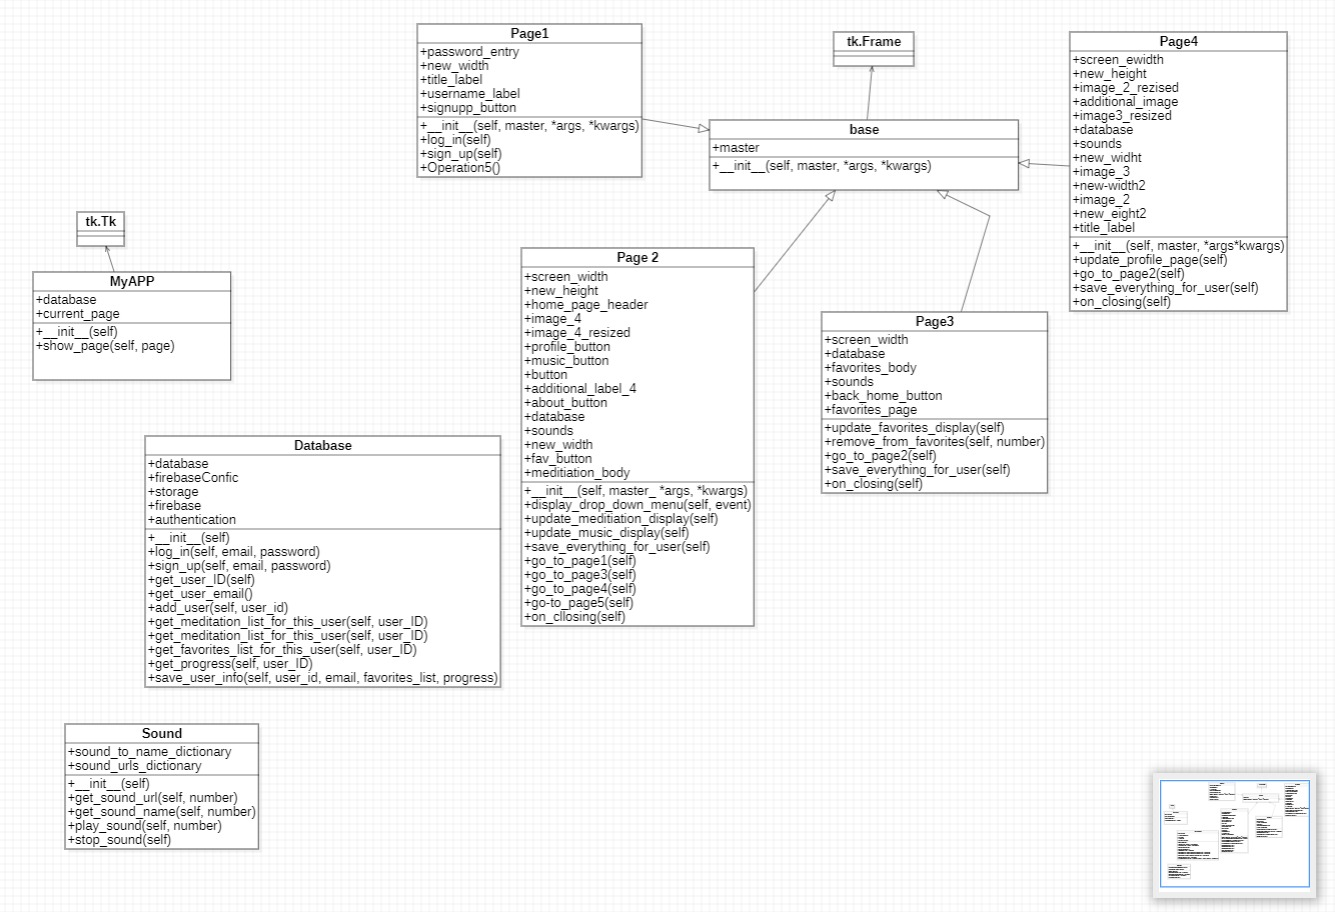 Page1
+password_entry
+new_width
+title_label
+username_label
+signupp_button
+__init__(self, master, *args, *kwargs)
+log_in(self)
+sign_up(self)
+Operation5()
tk.Frame
base
+master
+__init__(self, master, *args, *kwargs)
Page4
+screen_ewidth
+new_height
+image_2_rezised
+additional_image
+image3_resized
+database
+sounds
+new_widht
+image_3
+new-width2
+image_2
+new_eight2
+title_label
+__init__(self, master, *args*kwargs)
+update_profile_page(self)
+go_to_page2(self)
+save_everything_for_user(self)
+on_closing(self)
tk.Tk
MyAPP
+database
+current_page
+__init__(self)
+show_page(self, page)
Page 2
+screen_width
+new_height
+home_page_header
+image_4
+image_4_resized
+profile_button
+music_button
+button
+additional_label_4
+about_button
+database
+sounds
+new_width
+fav_button
+meditiation_body
+__init__(self, master_ *args, *kwargs)
+display_drop_down_menu(self, event)
+update_meditiation_display(self)
+update_music_display(self)
+save_everything_for_user(self)
+go_to_page1(self)
+go_to_page3(self)
+go_to_page4(self)
+go-to_page5(self)
+on_cllosing(self)
Page3
+screen_width
+database
+favorites_body
+sounds
+back_home_button
+favorites_page
+update_favorites_display(self)
+remove_from_favorites(self, number)
+go_to_page2(self)
+save_everything_for_user(self)
+on_closing(self)
Database
+database
+firebaseConfic
+storage
+firebase
+authentication
+__init__(self)
+log_in(self, email, password)
+sign_up(self, email, password)
+get_user_ID(self)
+get_user_email()
+add_user(self, user_id)
+get_meditation_list_for_this_user(self, user_ID)
+get_meditation_list_for_this_user(self, user_ID)
+get_favorites_list_for_this_user(self, user_ID)
+get_progress(self, user_ID)
+save_user_info(self, user_id, email, favorites_list, progress)
Sound
+sound_to_name_dictionary
+sound_urls_dictionary
+__init__(self)
+get_sound_url(self, number)
+get_sound_name(self, number)
+play_sound(self, number)
+stop_sound(self)